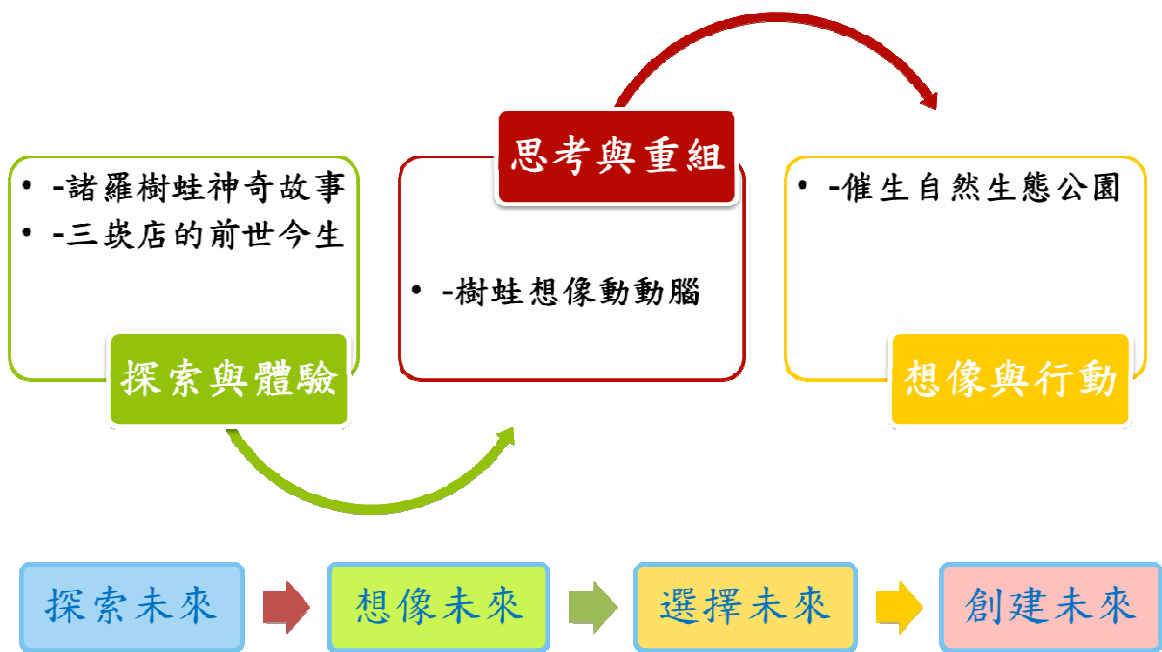 • -諸羅樹蛙神奇故事
• -三崁店的前世今生
探索與體驗
思考與重組
• -樹蛙想像動動腦
• -催生自然生態公園
想像與行動
探索未來
想像未來
選擇未來
創建未來